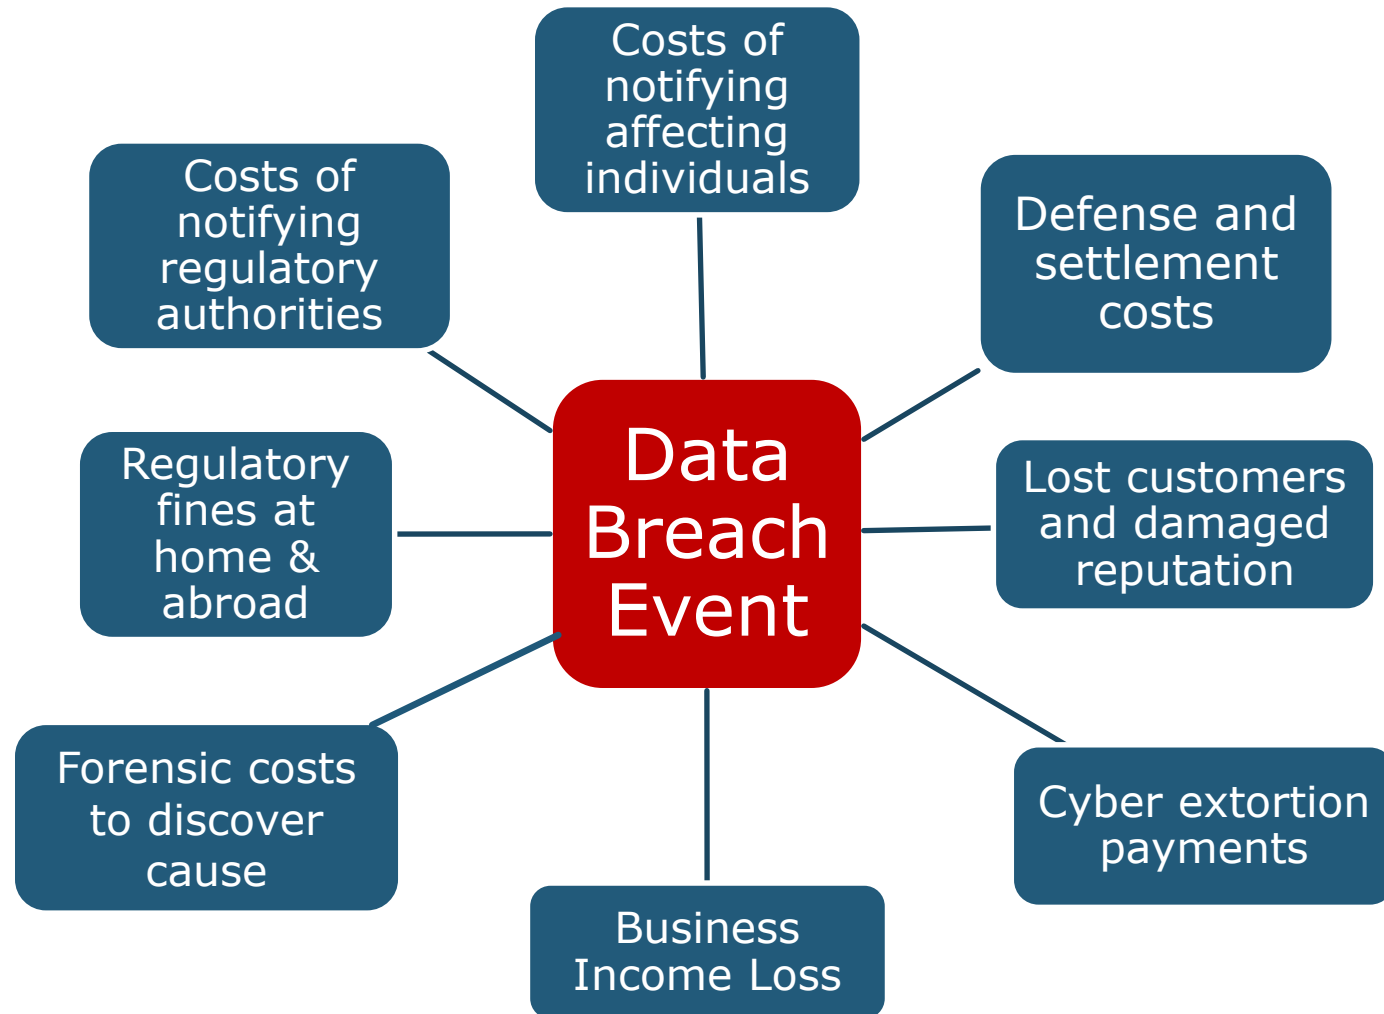 Costs of
notifying
affecting
individuals
Costs of
notifying
regulatory
authorities
Defense and
settlement
costs
Data
Breach
Event
Regulatory
fines at
home &
abroad
Lost customers
and damaged
reputation
Forensic costs
to discover
cause
Cyber extortion
payments
Business
Income Loss